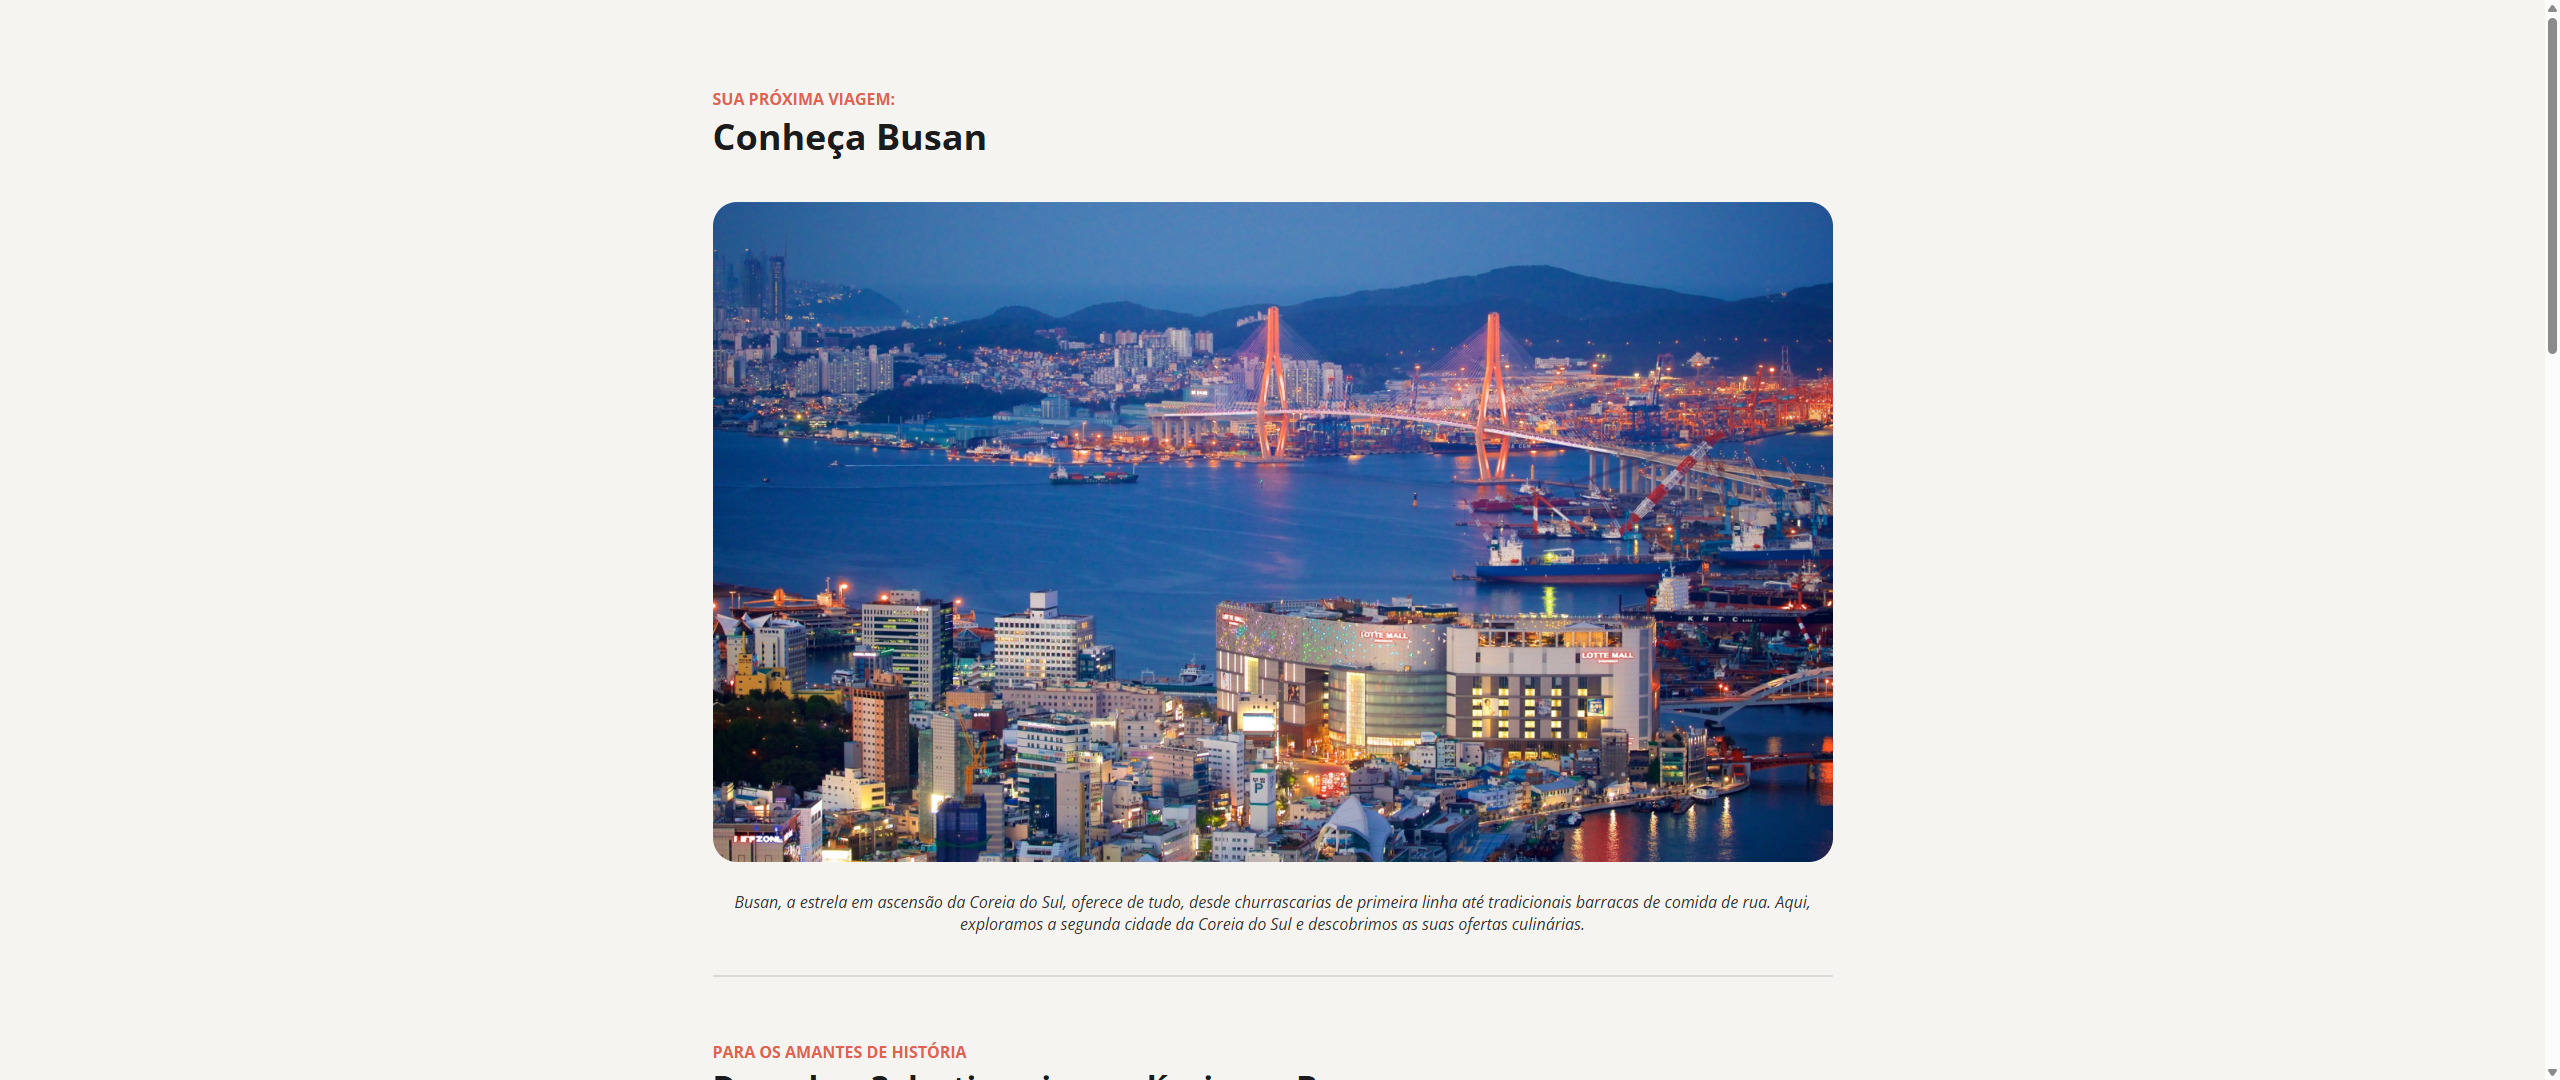 SUA PRÓXIMA VIAGEM:
Conheça Busan
LOTTE MALL
LOTTE MALL
KMTC
P
ZONE
Busan, a estrela em ascensão da Coreia do Sul, oferece de tudo, desde churrascarias de primeira linha até tradicionais barracas de comida de rua. Aqui,
exploramos a segunda cidade da Coreia do Sul e descobrimos as suas ofertas culinárias.
PARA OS AMANTES DE HISTÓRIA